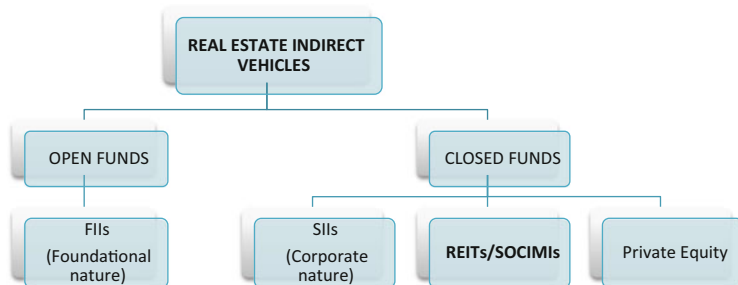 REAL ESTATE INDIRECT
VEHICLES
OPEN FUNDS
CLOSED FUNDS
FIIs
(Foundational
nature)
SIIs
(Corporate
nature)
REITs/SOCIMIs
Private Equity